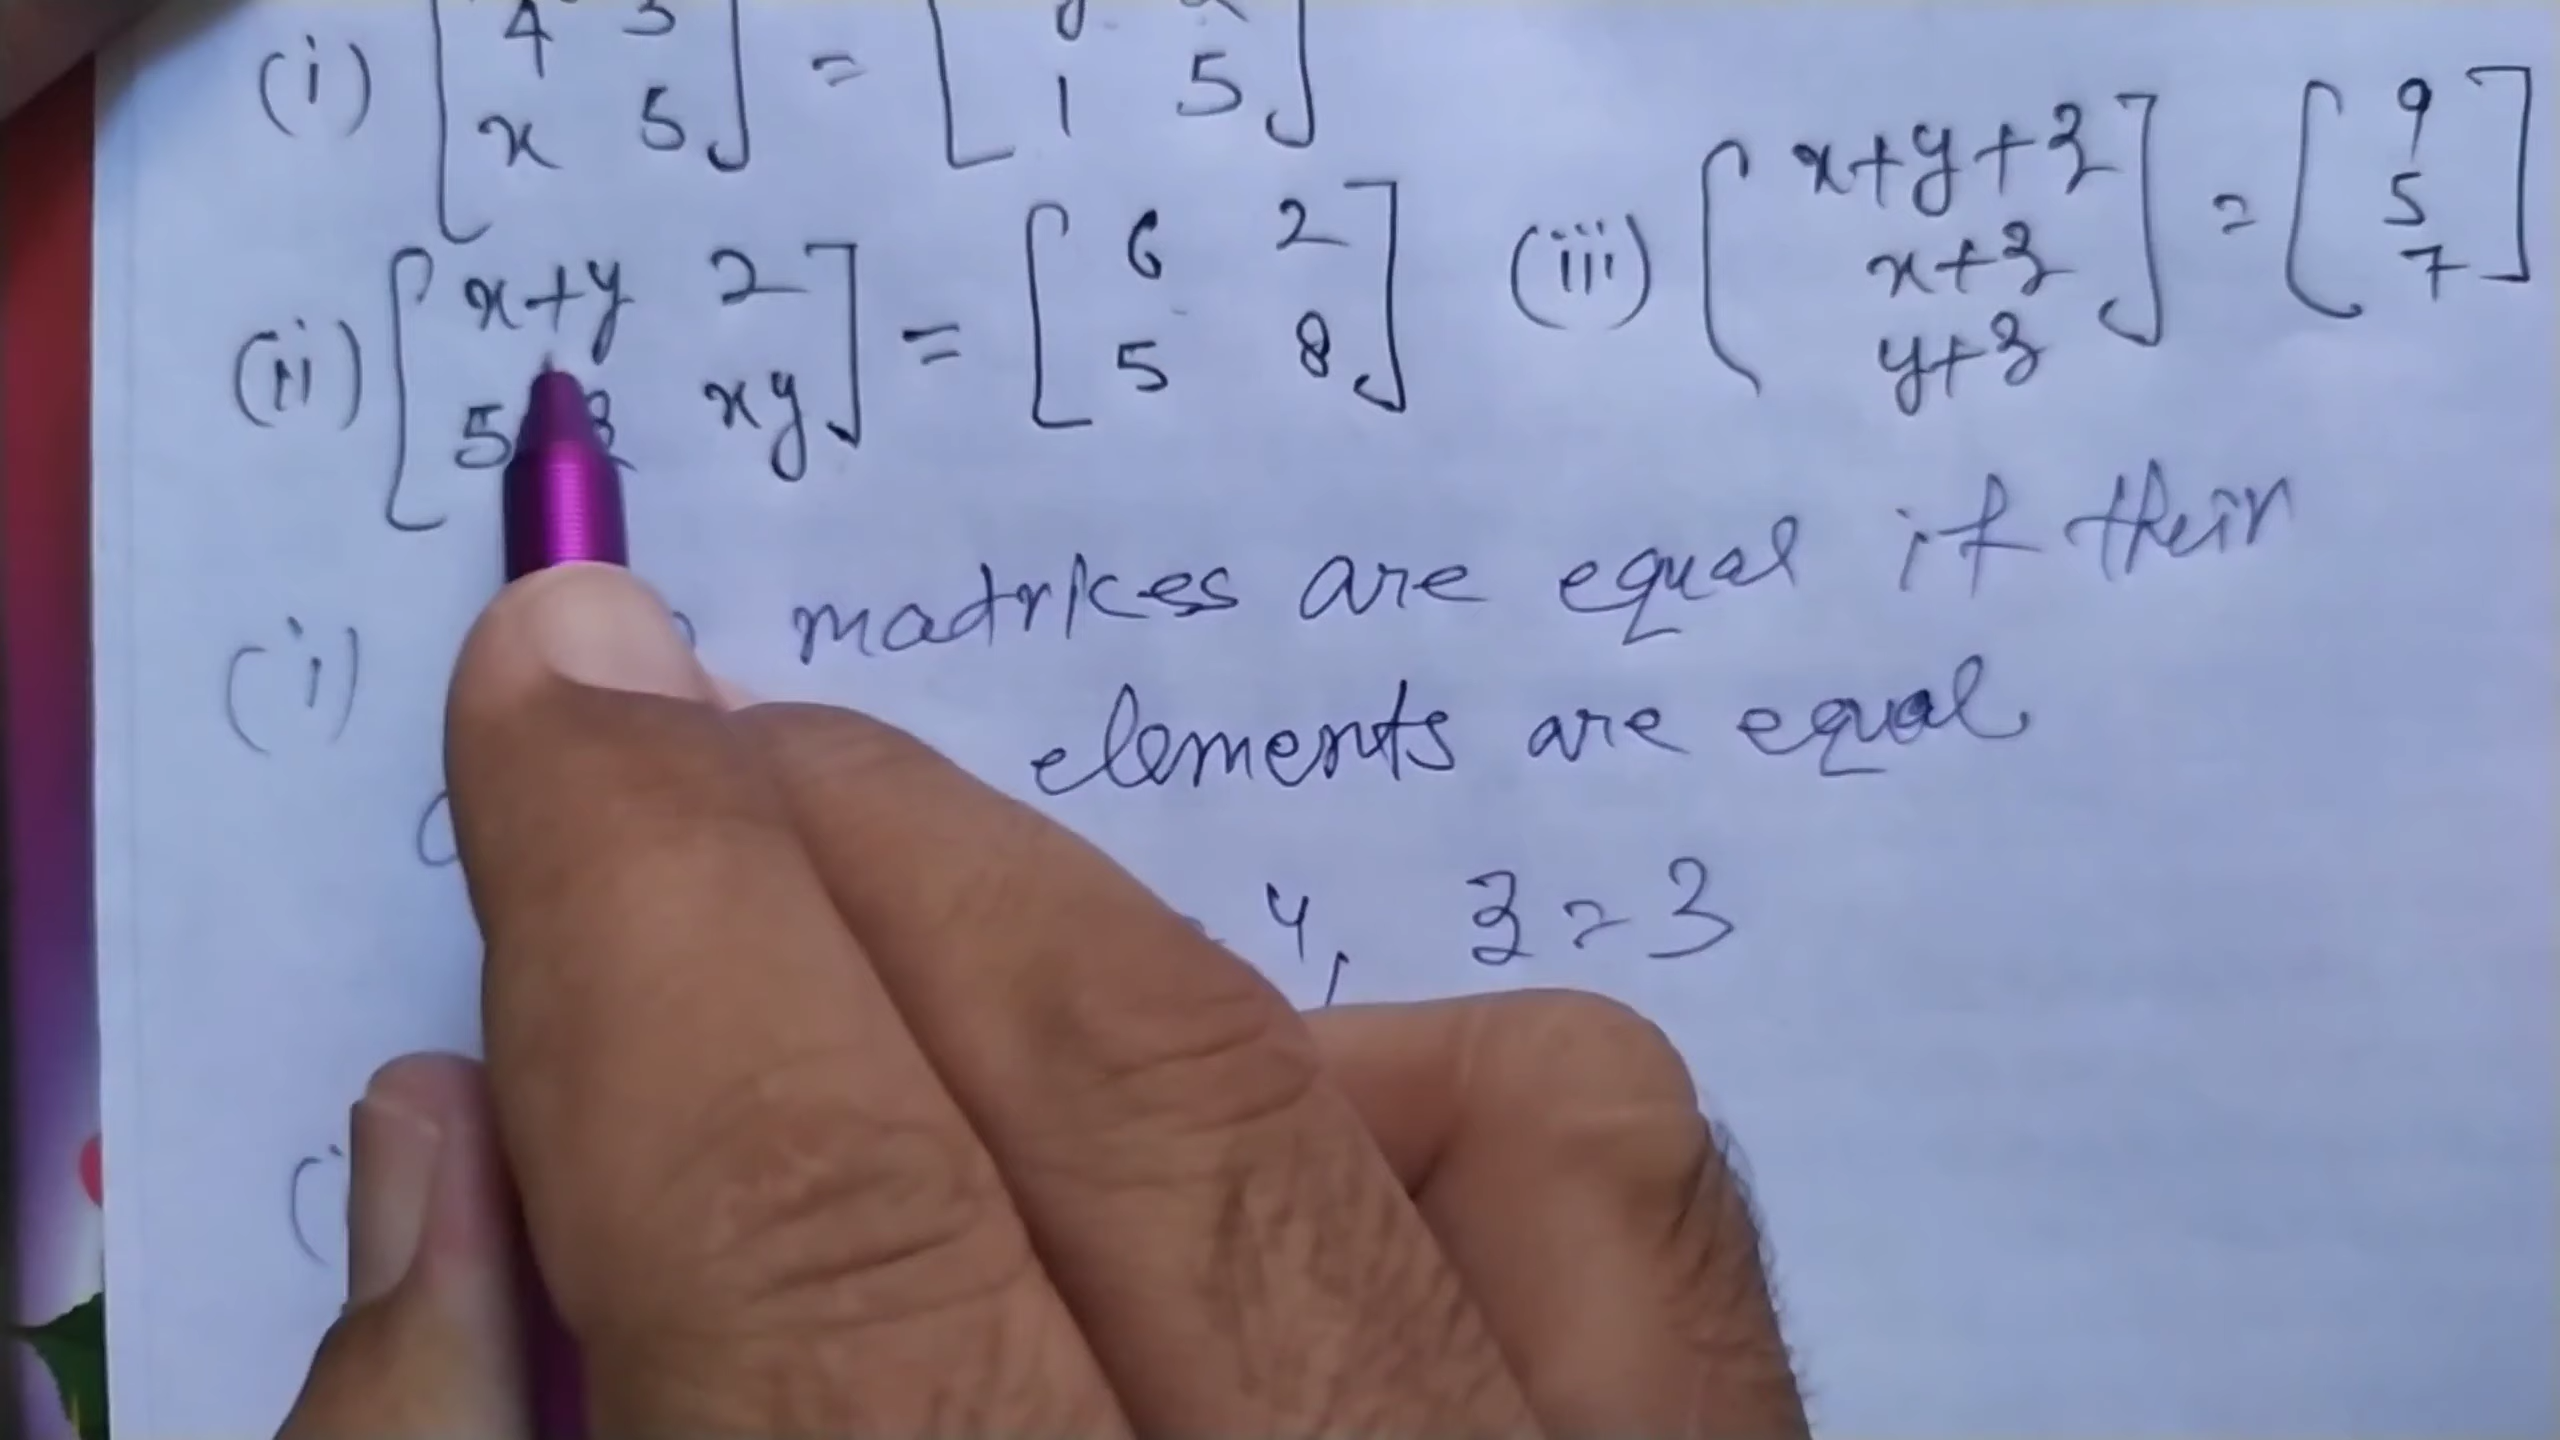 (i) [4 3 x 5] = [y z 1 5]
(ii) [x+y 2 5 z xy] = [6 2 5 8]
(iii) [x+y+z x+z y+z] = [9 5 7]
(i) matrices are equal if their
elements are equal
4, z = 3